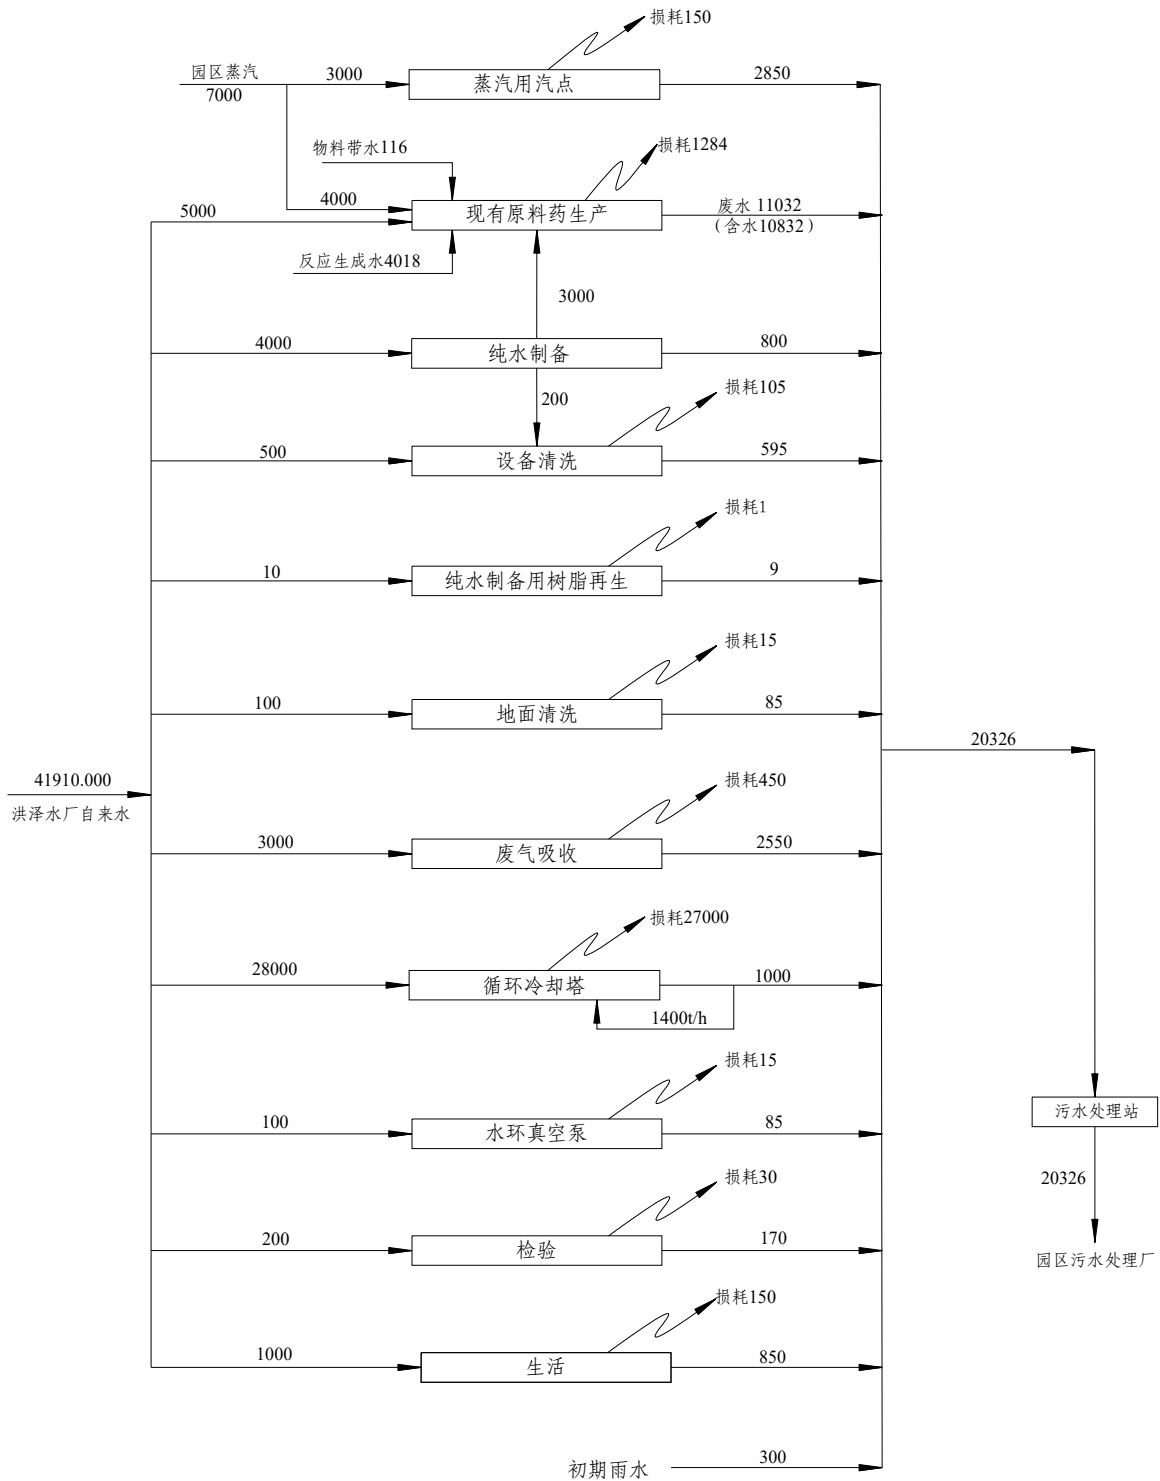 损耗150
园区蒸汽
7000
3000
蒸汽用汽点
2850
物料带水116
损耗1284
4000
5000
现有原料药生产
废水 11032
（含水10832）
反应生成水4018
3000
4000
纯水制备
800
200
损耗105
500
设备清洗
595
损耗1
10
纯水制备用树脂再生
9
损耗15
100
地面清洗
85
20326
41910.000
洪泽水厂自来水
损耗450
3000
废气吸收
2550
损耗27000
28000
循环冷却塔
1000
1400t/h
损耗15
100
水环真空泵
85
污水处理站
损耗30
20326
200
检验
170
园区污水处理厂
损耗150
1000
生活
850
初期雨水
300